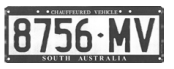 • CHAUFFEURED VEHICLE •
8756·MV
SOUTH AUSTRALIA